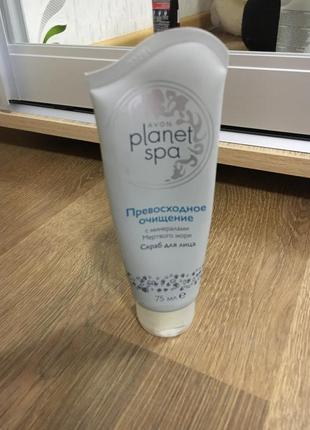 AVON
planet
spa
Превосходное
очищение
с минералами
Мертвого моря
Скраб для лица
75 мл. e